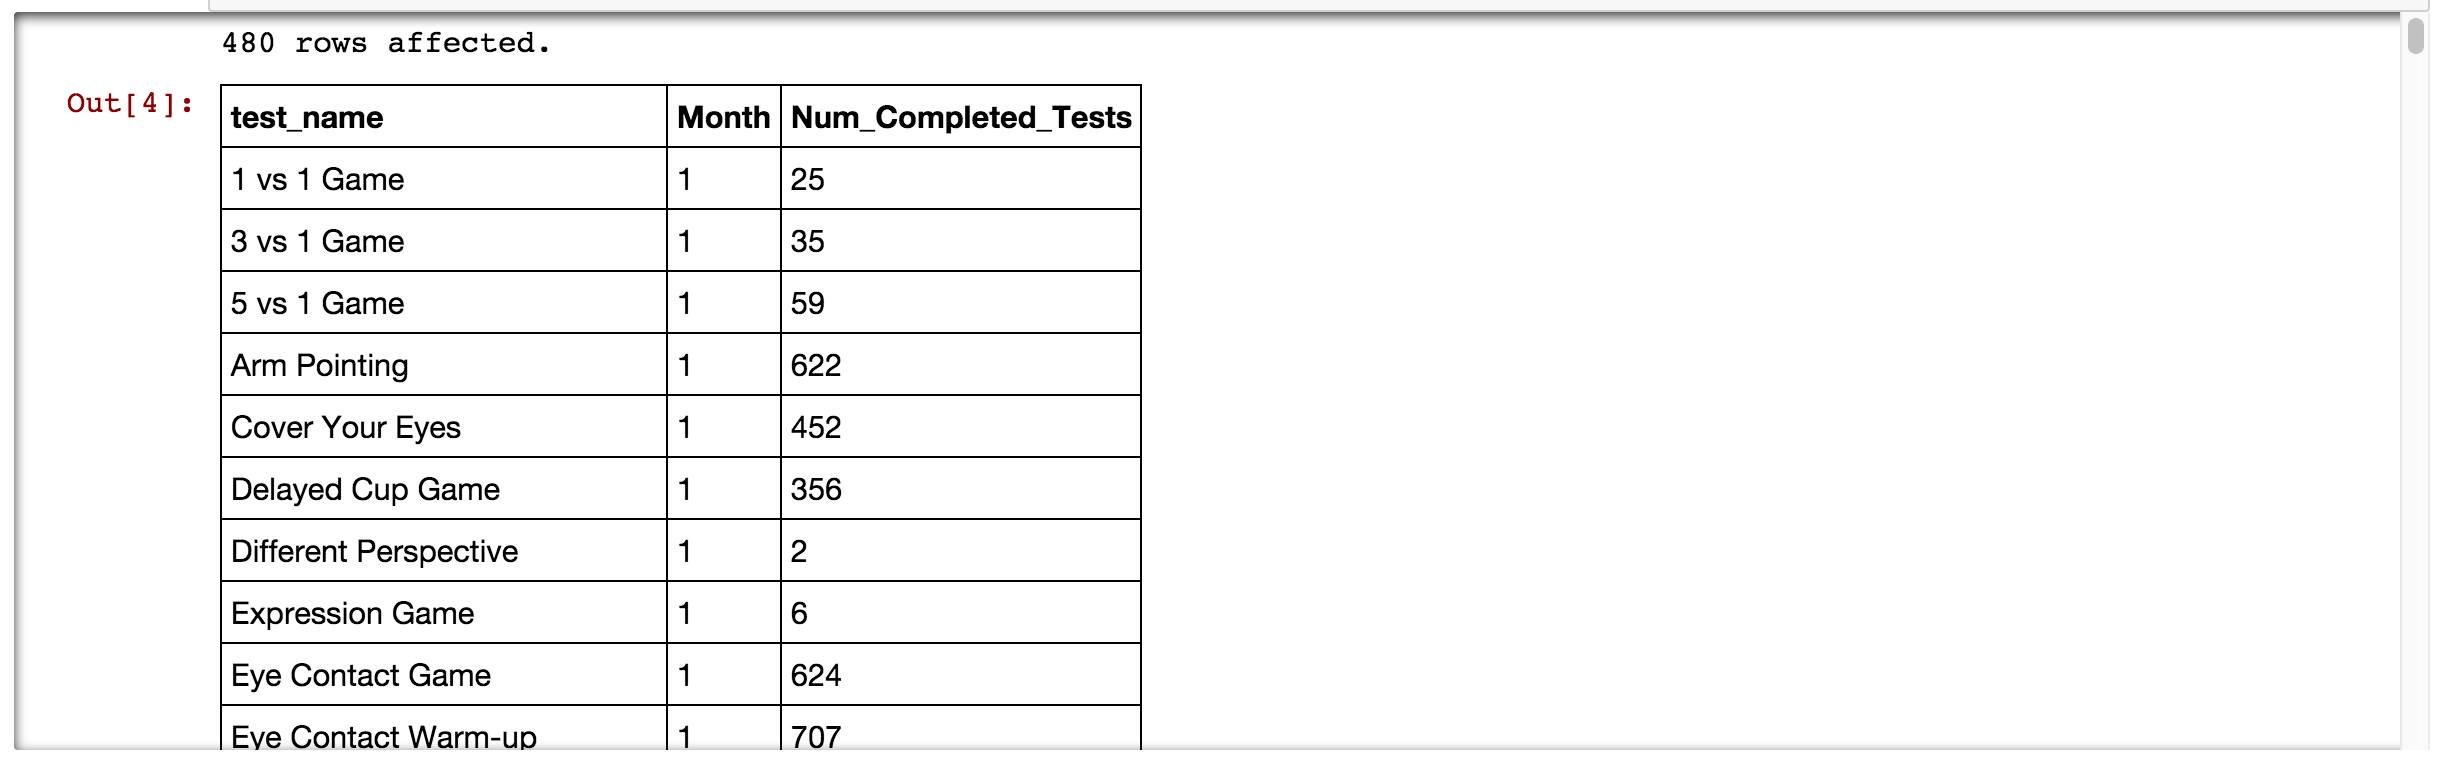 480 rows affected.
Out[4]:
test_name Month Num_Completed_Tests
1 vs 1 Game 1 25
3 vs 1 Game 1 35
5 vs 1 Game 1 59
Arm Pointing 1 622
Cover Your Eyes 1 452
Delayed Cup Game 1 356
Different Perspective 1 2
Expression Game 1 6
Eye Contact Game 1 624
Eye Contact Warm-up 1 707